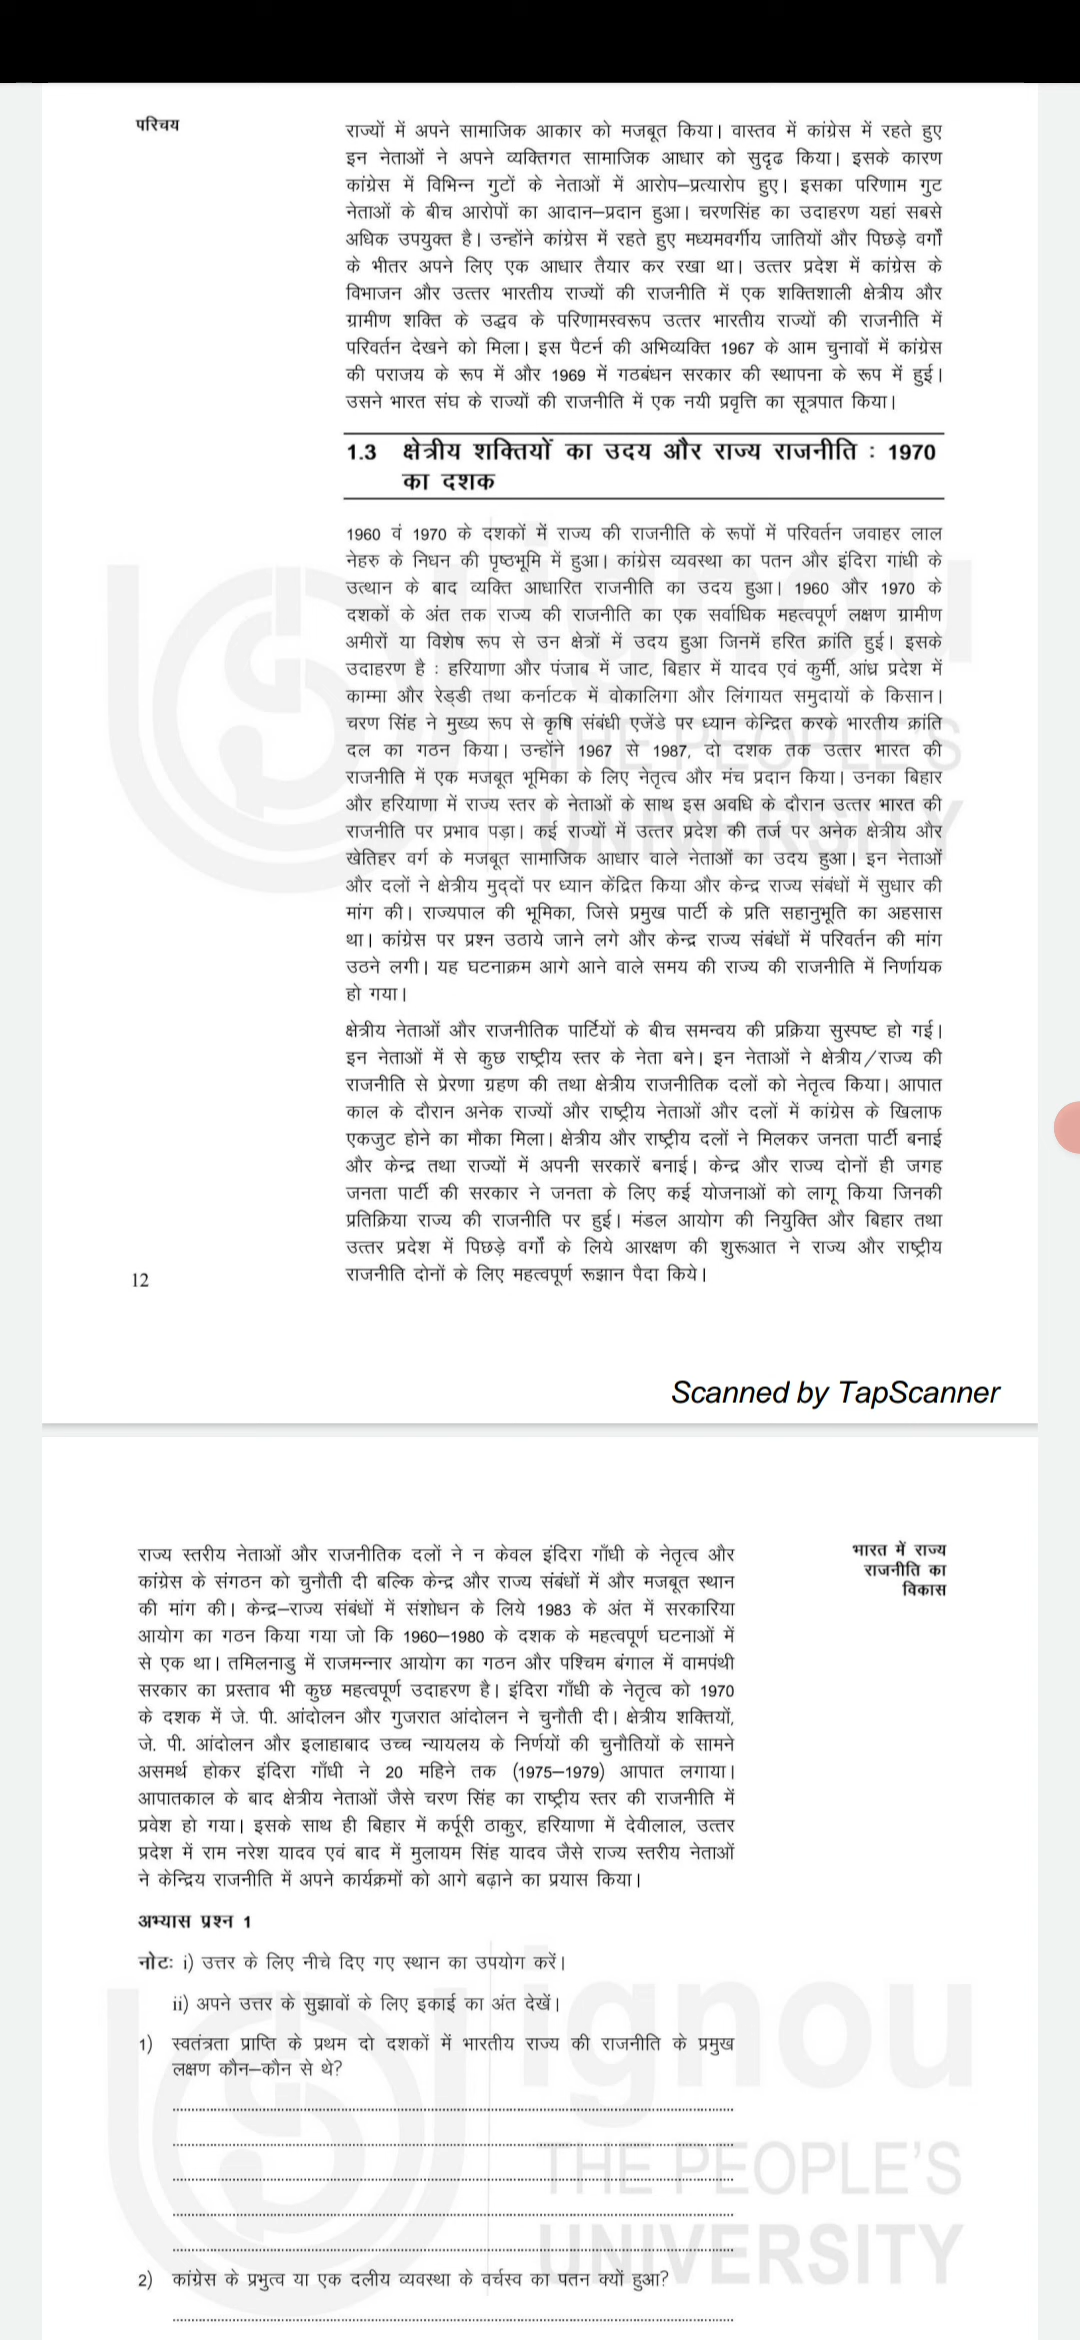 परिचय
राज्यों में अपने सामाजिक आकार को मजबूत किया। वास्तव में कांग्रेस में रहते हुए
इन नेताओं ने अपने व्यक्तिगत सामाजिक आधार को सुदृढ किया। इसके कारण
कांग्रेस में विभिन्न गुटों के नेताओं में आरोप–प्रत्यारोप हुए। इसका परिणाम गुट
नेताओं के बीच आरोपों का आदान–प्रदान हुआ। चरणसिंह का उदाहरण यहां सबसे
अधिक उपयुक्त है। उन्होंने कांग्रेस में रहते हुए मध्यमवर्गीय जातियों और पिछड़े वर्गों
के भीतर अपने लिए एक आधार तैयार कर रखा था। उत्तर प्रदेश में कांग्रेस के
विभाजन और उत्तर भारतीय राज्यों की राजनीति में एक शक्तिशाली क्षेत्रीय और
ग्रामीण शक्ति के उद्भव के परिणामस्वरूप उत्तर भारतीय राज्यों की राजनीति में
परिवर्तन देखने को मिला। इस पैटर्न की अभिव्यक्ति 1967 के आम चुनावों में कांग्रेस
की पराजय के रूप में और 1969 में गठबंधन सरकार की स्थापना के रूप में हुई।
उसने भारत संघ के राज्यों की राजनीति में एक नयी प्रवृत्ति का सूत्रपात किया।
1.3 क्षेत्रीय शक्तियों का उदय और राज्य राजनीति : 1970
का दशक
1960 वं 1970 के दशकों में राज्य की राजनीति के रूपों में परिवर्तन जवाहर लाल
नेहरु के निधन की पृष्ठभूमि में हुआ। कांग्रेस व्यवस्था का पतन और इंदिरा गांधी के
उत्थान के बाद व्यक्ति आधारित राजनीति का उदय हुआ। 1960 और 1970 के
दशकों के अंत तक राज्य की राजनीति का एक सर्वाधिक महत्वपूर्ण लक्षण ग्रामीण
अमीरों या विशेष रूप से उन क्षेत्रों में उदय हुआ जिनमें हरित क्रांति हुई। इसके
उदाहरण है : हरियाणा और पंजाब में जाट, बिहार में यादव एवं कुर्मी, आंध्र प्रदेश में
काम्मा और रेड्डी तथा कर्नाटक में वोकालिगा और लिंगायत समुदायों के किसान।
चरण सिंह ने मुख्य रूप से कृषि संबंधी एजेंडे पर ध्यान केन्द्रित करके भारतीय क्रांति
दल का गठन किया। उन्होंने 1967 से 1987, दो दशक तक उत्तर भारत की
राजनीति में एक मजबूत भूमिका के लिए नेतृत्व और मंच प्रदान किया। उनका बिहार
और हरियाणा में राज्य स्तर के नेताओं के साथ इस अवधि के दौरान उत्तर भारत की
राजनीति पर प्रभाव पड़ा। कई राज्यों में उत्तर प्रदेश की तर्ज पर अनेक क्षेत्रीय और
खेतिहर वर्ग के मजबूत सामाजिक आधार वाले नेताओं का उदय हुआ। इन नेताओं
और दलों ने क्षेत्रीय मुद्दों पर ध्यान केंद्रित किया और केन्द्र राज्य संबंधों में सुधार की
मांग की। राज्यपाल की भूमिका, जिसे प्रमुख पार्टी के प्रति सहानुभूति का अहसास
था। कांग्रेस पर प्रश्न उठाये जाने लगे और केन्द्र राज्य संबंधों में परिवर्तन की मांग
उठने लगी। यह घटनाक्रम आगे आने वाले समय की राज्य की राजनीति में निर्णायक
हो गया।
क्षेत्रीय नेताओं और राजनीतिक पार्टियों के बीच समन्वय की प्रक्रिया सुस्पष्ट हो गई।
इन नेताओं में से कुछ राष्ट्रीय स्तर के नेता बने। इन नेताओं ने क्षेत्रीय/राज्य की
राजनीति से प्रेरणा ग्रहण की तथा क्षेत्रीय राजनीतिक दलों को नेतृत्व किया। आपात
काल के दौरान अनेक राज्यों और राष्ट्रीय नेताओं और दलों में कांग्रेस के खिलाफ
एकजुट होने का मौका मिला। क्षेत्रीय और राष्ट्रीय दलों ने मिलकर जनता पार्टी बनाई
और केन्द्र तथा राज्यों में अपनी सरकारें बनाई। केन्द्र और राज्य दोनों ही जगह
जनता पार्टी की सरकार ने जनता के लिए कई योजनाओं को लागू किया जिनकी
प्रतिक्रिया राज्य की राजनीति पर हुई। मंडल आयोग की नियुक्ति और बिहार तथा
उत्तर प्रदेश में पिछड़े वर्गों के लिये आरक्षण की शुरूआत ने राज्य और राष्ट्रीय
राजनीति दोनों के लिए महत्वपूर्ण रूझान पैदा किये।
12
Scanned by TapScanner
भारत में राज्य
राजनीति का
विकास
राज्य स्तरीय नेताओं और राजनीतिक दलों ने न केवल इंदिरा गाँधी के नेतृत्व और
कांग्रेस के संगठन को चुनौती दी बल्कि केन्द्र और राज्य संबंधों में और मजबूत स्थान
की मांग की। केन्द्र–राज्य संबंधों में संशोधन के लिये 1983 के अंत में सरकारिया
आयोग का गठन किया गया जो कि 1960–1980 के दशक के महत्वपूर्ण घटनाओं में
से एक था। तमिलनाडु में राजमन्नार आयोग का गठन और पश्चिम बंगाल में वामपंथी
सरकार का प्रस्ताव भी कुछ महत्वपूर्ण उदाहरण है। इंदिरा गाँधी के नेतृत्व को 1970
के दशक में जे. पी. आंदोलन और गुजरात आंदोलन ने चुनौती दी। क्षेत्रीय शक्तियों,
जे. पी. आंदोलन और इलाहाबाद उच्च न्यायलय के निर्णयों की चुनौतियों के सामने
असमर्थ होकर इंदिरा गाँधी ने 20 महिने तक (1975–1979) आपात लगाया।
आपातकाल के बाद क्षेत्रीय नेताओं जैसे चरण सिंह का राष्ट्रीय स्तर की राजनीति में
प्रवेश हो गया। इसके साथ ही बिहार में कर्पूरी ठाकुर, हरियाणा में देवीलाल, उत्तर
प्रदेश में राम नरेश यादव एवं बाद में मुलायम सिंह यादव जैसे राज्य स्तरीय नेताओं
ने केन्द्रिय राजनीति में अपने कार्यक्रमों को आगे बढ़ाने का प्रयास किया।
अभ्यास प्रश्न 1
नोटः i) उत्तर के लिए नीचे दिए गए स्थान का उपयोग करें।
ii) अपने उत्तर के सुझावों के लिए इकाई का अंत देखें।
1) स्वतंत्रता प्राप्ति के प्रथम दो दशकों में भारतीय राज्य की राजनीति के प्रमुख
लक्षण कौन–कौन से थे?
2) कांग्रेस के प्रभुत्व या एक दलीय व्यवस्था के वर्चस्व का पतन क्यों हुआ?
ignou
THE PEOPLE'S
UNIVERSITY